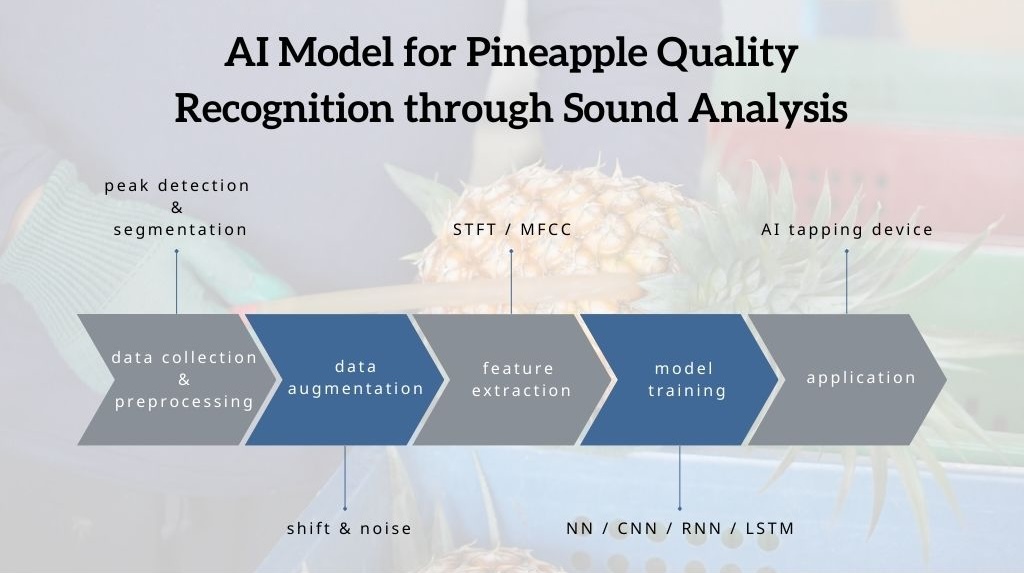 AI Model for Pineapple Quality
Recognition through Sound Analysis
peak detection
&
segmentation
STFT / MFCC
AI tapping device
data collection
&
preprocessing
data
augmentation
feature
extraction
model
training
application
shift & noise
NN / CNN / RNN / LSTM